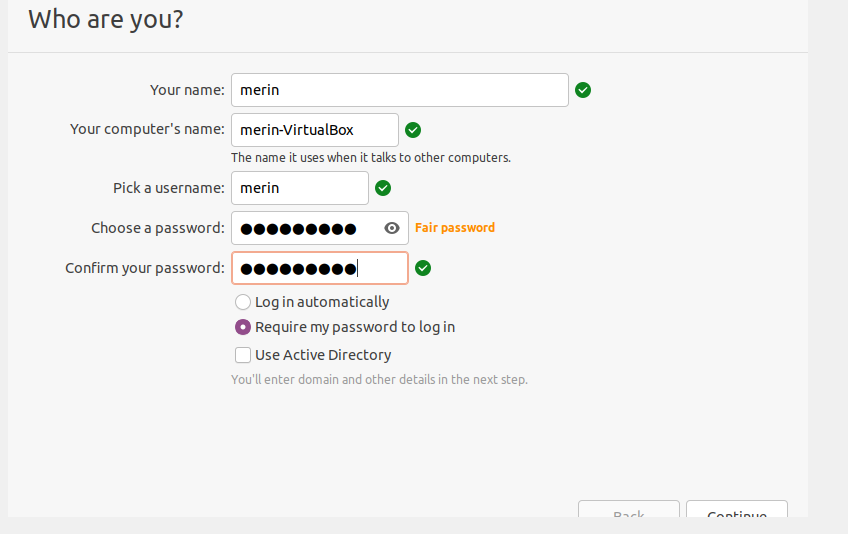 Who are you?
Your name: merin
Your computer's name: merin-VirtualBox
The name it uses when it talks to other computers.
Pick a username: merin
Choose a password: ●●●●●●●●● Fair password
Confirm your password: ●●●●●●●●●
Log in automatically
Require my password to log in
Use Active Directory
You'll enter domain and other details in the next step.
Back Continue